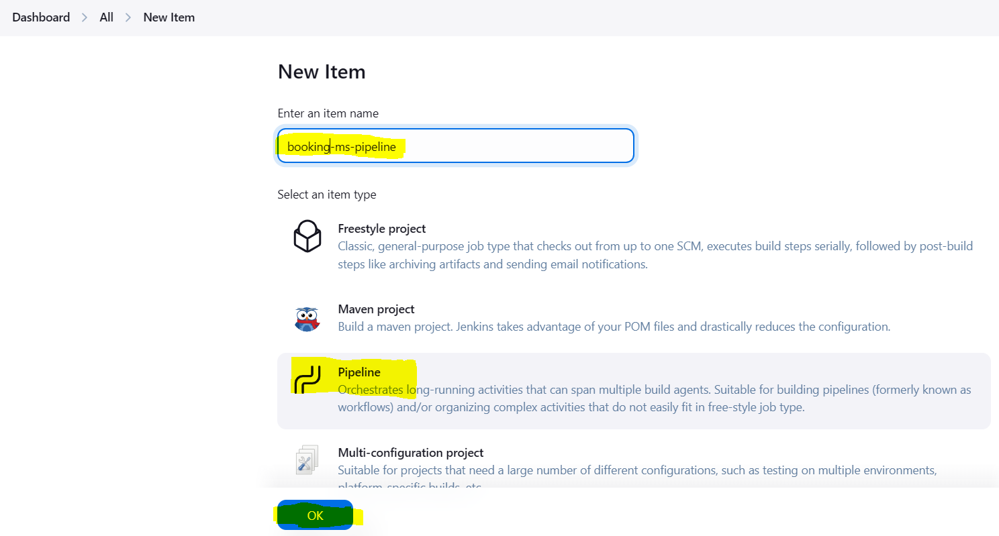 Dashboard > All > New Item
New Item
Enter an item name
booking-ms-pipeline
Select an item type
Freestyle project
Classic, general-purpose job type that checks out from up to one SCM, executes build steps serially, followed by post-build
steps like archiving artifacts and sending email notifications.
Maven project
Build a maven project. Jenkins takes advantage of your POM files and drastically reduces the configuration.
Pipeline
Orchestrates long-running activities that can span multiple build agents. Suitable for building pipelines (formerly known as
workflows) and/or organizing complex activities that do not easily fit in free-style job type.
Multi-configuration project
Suitable for projects that need a large number of different configurations, such as testing on multiple environments,
platform-specific builds, etc.
OK